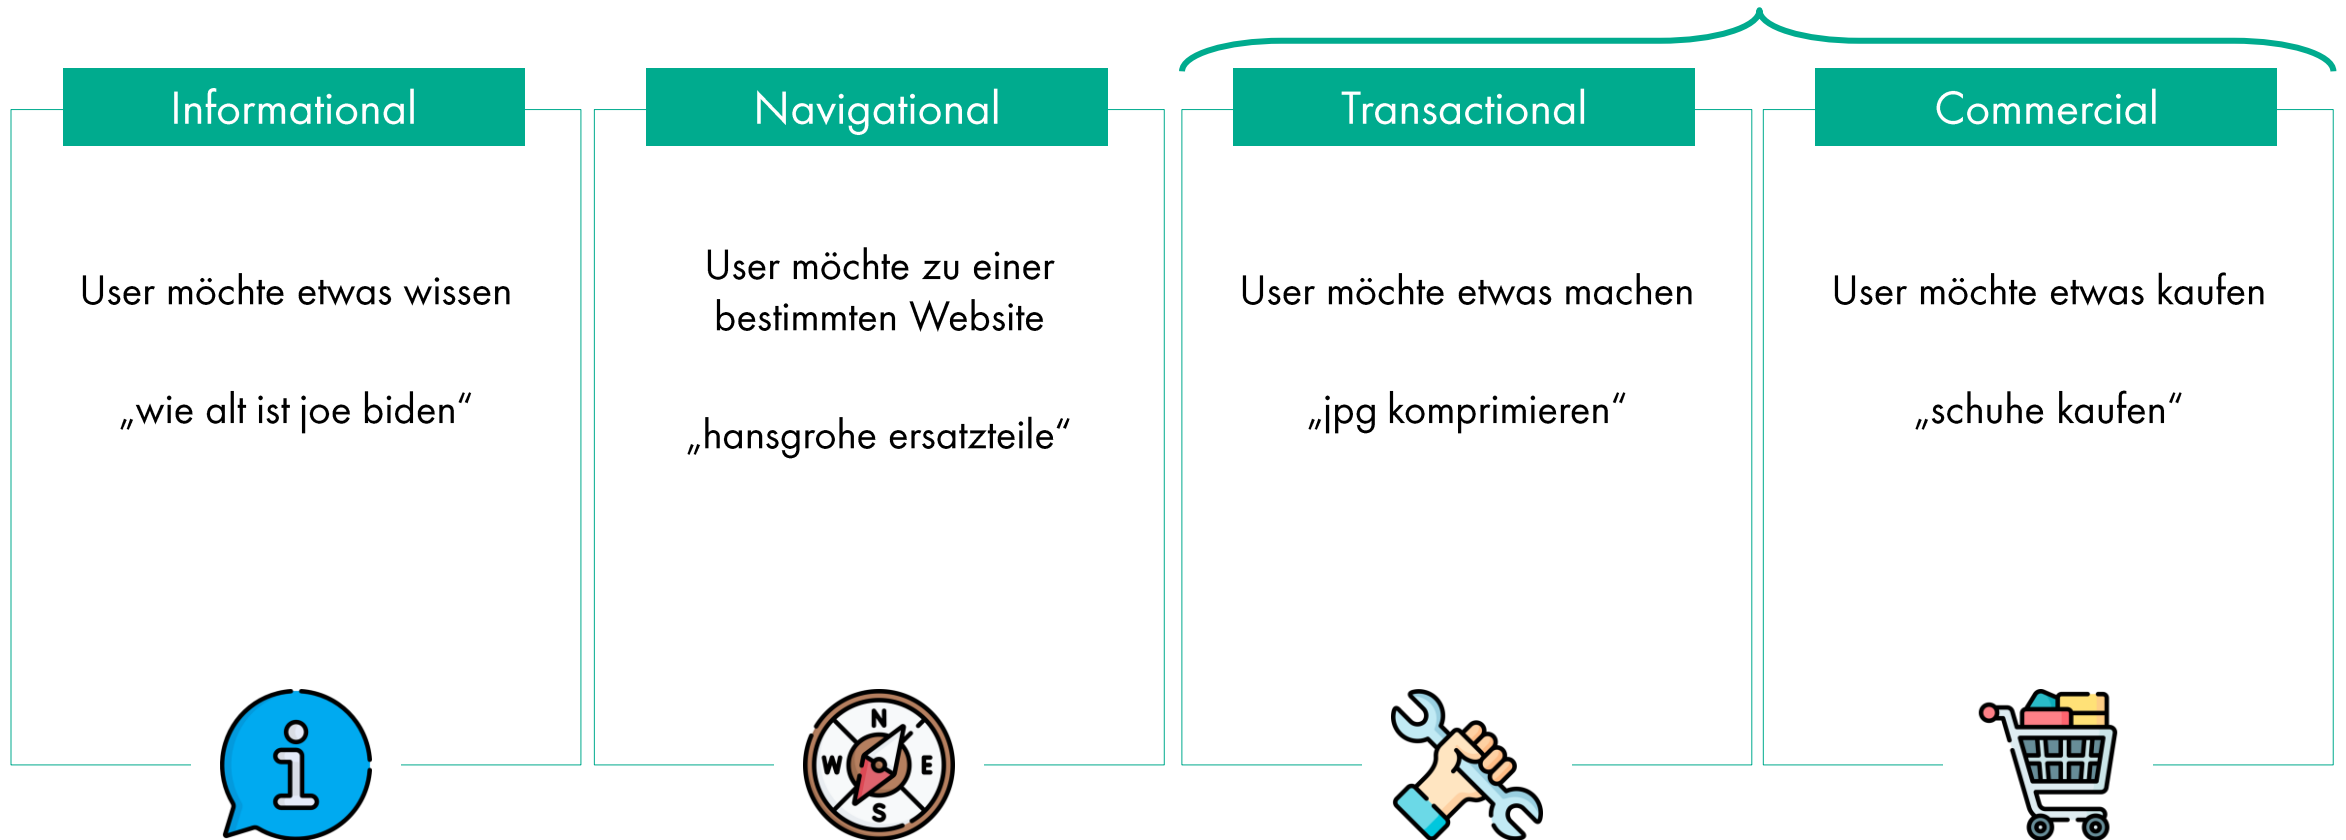 Informational
User möchte etwas wissen
„wie alt ist joe biden“
Navigational
User möchte zu einer
bestimmten Website
„hansgrohe ersatzteile“
N
W E
S
Transactional
User möchte etwas machen
„jpg komprimieren“
Commercial
User möchte etwas kaufen
„schuhe kaufen“